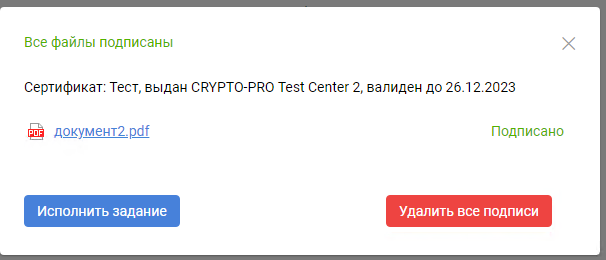 Все файлы подписаны
Сертификат: Тест, выдан CRYPTO-PRO Test Center 2, валиден до 26.12.2023
PDF
документ2.pdf
Подписано
Исполнить задание
Удалить все подписи